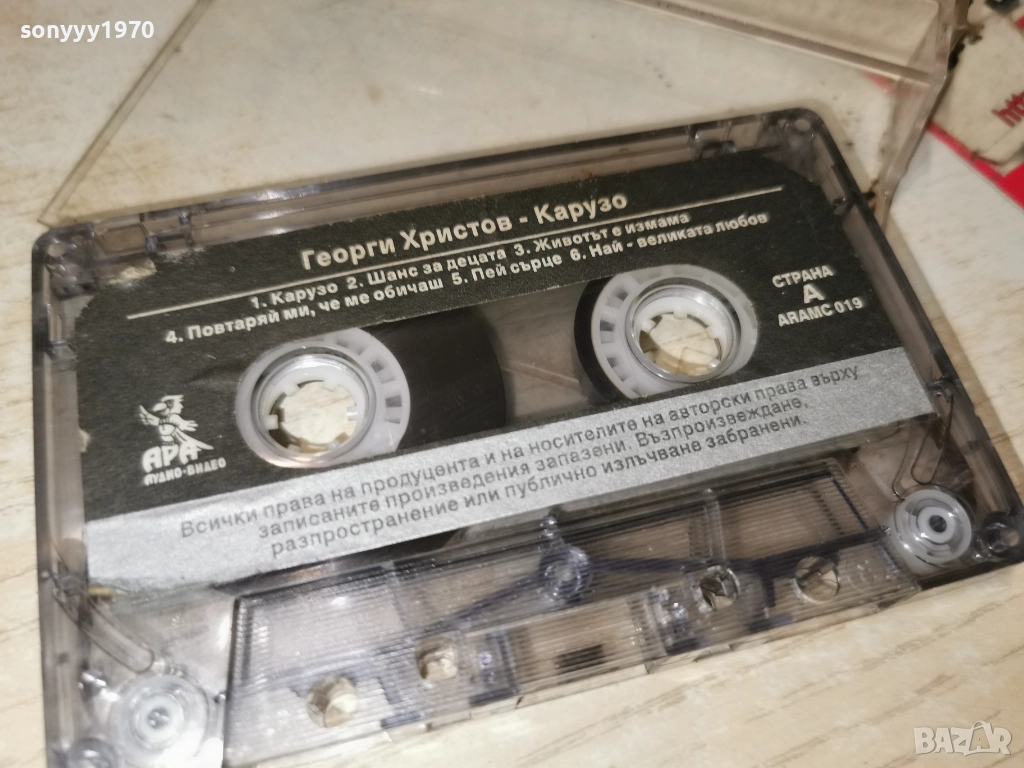 sonyyy1970
Георги Христов - Карузо
1. Карузо 2. Шанс за децата 3. Животът е измама
4. Повтаряй ми, че ме обичаш 5. Пей сърце 6. Най - великата любов
СТРАНА
А
ARAMC 019
АРА
АУДИО-ВИДЕО
Всички права на продуцента и на носителите на авторски права върху
записаните произведения запазени. Възпроизвеждане,
разпространение или публично излъчване забранени.
BAZAR